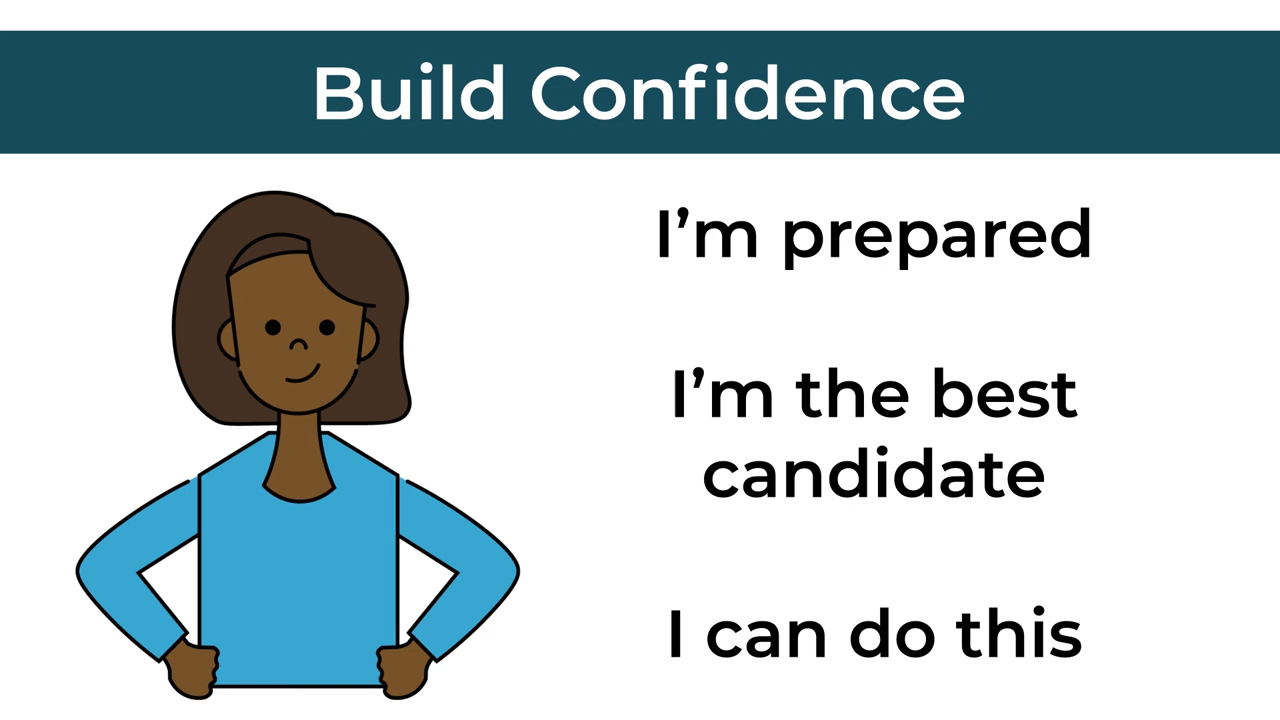 Build Confidence
I’m prepared
I’m the best
candidate
I can do this